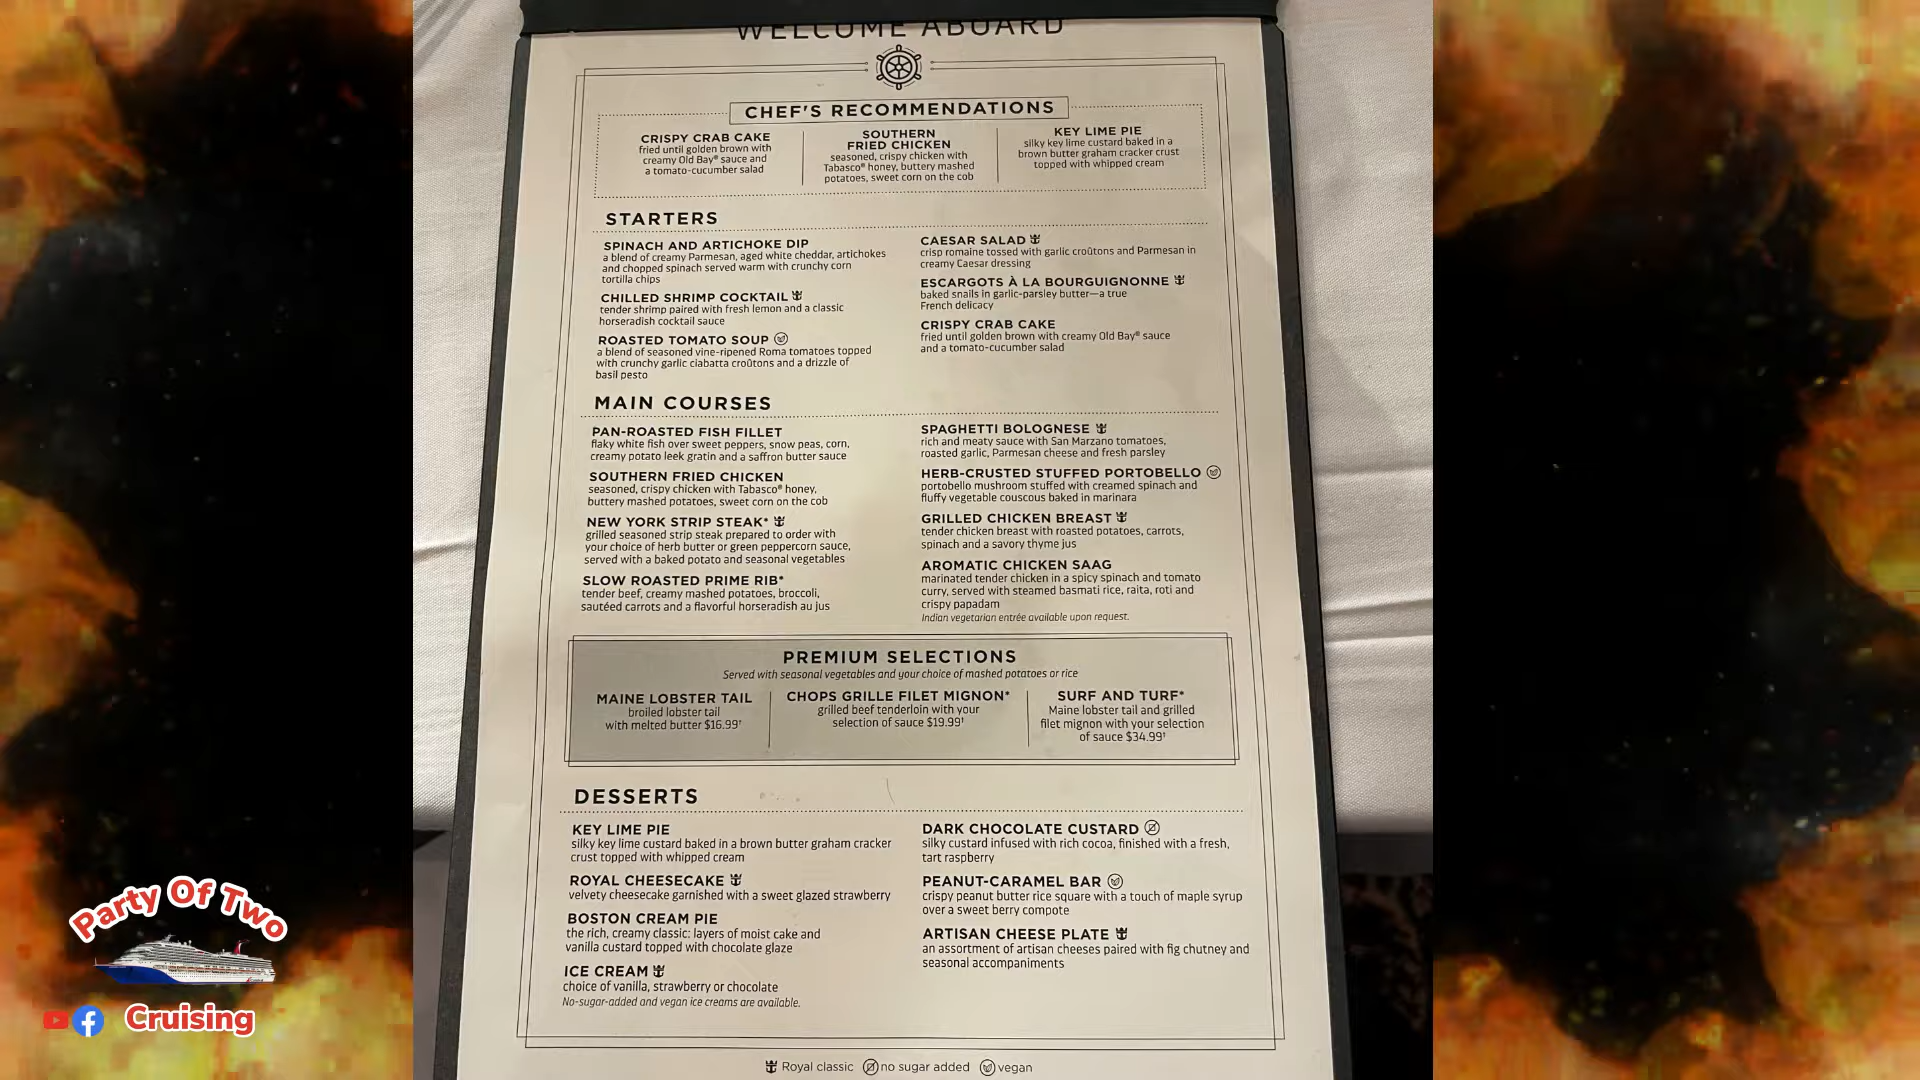 WELCOME ABOARD
CHEF'S RECOMMENDATIONS
CRISPY CRAB CAKE
fried until golden brown with
creamy Old Bay® sauce and
a tomato-cucumber salad
SOUTHERN
FRIED CHICKEN
seasoned, crispy chicken with
Tabasco® honey, buttery mashed
potatoes, sweet corn on the cob
KEY LIME PIE
silky key lime custard baked in a
brown butter graham cracker crust
topped with whipped cream
STARTERS
SPINACH AND ARTICHOKE DIP
a blend of creamy Parmesan, aged white cheddar, artichokes
and chopped spinach served warm with crunchy corn
tortilla chips
CHILLED SHRIMP COCKTAIL
tender shrimp paired with fresh lemon and a classic
horseradish cocktail sauce
ROASTED TOMATO SOUP
a blend of seasoned vine-ripened Roma tomatoes topped
with crunchy garlic ciabatta croûtons and a drizzle of
basil pesto
CAESAR SALAD
crisp romaine tossed with garlic croûtons and Parmesan in
creamy Caesar dressing
ESCARGOTS À LA BOURGUIGNONNE
baked snails in garlic-parsley butter—a true
French delicacy
CRISPY CRAB CAKE
fried until golden brown with creamy Old Bay® sauce
and a tomato-cucumber salad
MAIN COURSES
PAN-ROASTED FISH FILLET
flaky white fish over sweet peppers, snow peas, corn,
creamy potato leek gratin and a saffron butter sauce
SOUTHERN FRIED CHICKEN
seasoned, crispy chicken with Tabasco® honey,
buttery mashed potatoes, sweet corn on the cob
NEW YORK STRIP STEAK*
grilled seasoned strip steak prepared to order with
your choice of herb butter or green peppercorn sauce,
served with a baked potato and seasonal vegetables
SLOW ROASTED PRIME RIB*
tender beef, creamy mashed potatoes, broccoli,
sautéed carrots and a flavorful horseradish au jus
SPAGHETTI BOLOGNESE
rich and meaty sauce with San Marzano tomatoes,
roasted garlic, Parmesan cheese and fresh parsley
HERB-CRUSTED STUFFED PORTOBELLO
portobello mushroom stuffed with creamed spinach and
fluffy vegetable couscous baked in marinara
GRILLED CHICKEN BREAST
tender chicken breast with roasted potatoes, carrots,
spinach and a savory thyme jus
AROMATIC CHICKEN SAAG
marinated tender chicken in a spicy spinach and tomato
curry, served with steamed basmati rice, raita, roti and
crispy papadam
Indian vegetarian entrée available upon request.
PREMIUM SELECTIONS
Served with seasonal vegetables and your choice of mashed potatoes or rice
MAINE LOBSTER TAIL
broiled lobster tail
with melted butter $16.99†
CHOPS GRILLE FILET MIGNON*
grilled beef tenderloin with your
selection of sauce $19.99†
SURF AND TURF*
Maine lobster tail and grilled
filet mignon with your selection
of sauce $34.99†
DESSERTS
KEY LIME PIE
silky key lime custard baked in a brown butter graham cracker
crust topped with whipped cream
ROYAL CHEESECAKE
velvety cheesecake garnished with a sweet glazed strawberry
BOSTON CREAM PIE
the rich, creamy classic: layers of moist cake and
vanilla custard topped with chocolate glaze
ICE CREAM
choice of vanilla, strawberry or chocolate
No-sugar-added and vegan ice creams are available.
DARK CHOCOLATE CUSTARD
silky custard infused with rich cocoa, finished with a fresh,
tart raspberry
PEANUT-CARAMEL BAR
crispy peanut butter rice square with a touch of maple syrup
over a sweet berry compote
ARTISAN CHEESE PLATE
an assortment of artisan cheeses paired with fig chutney and
seasonal accompaniments
Royal classic no sugar added vegan
Party Of Two
Cruising